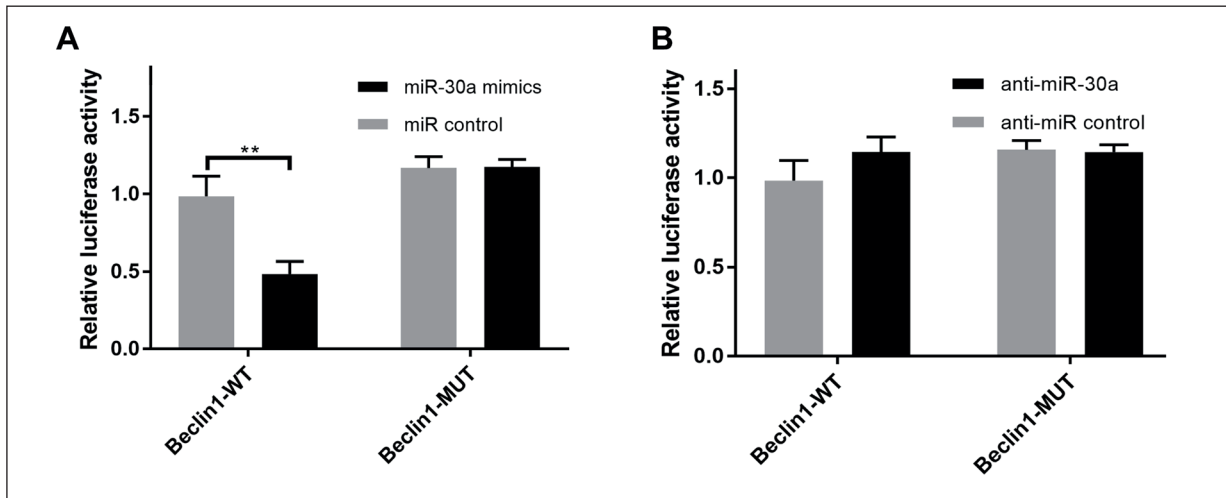 A
Relative luciferase activity
1.5
1.0
0.5
0.0
miR-30a mimics
miR control
**
Beclin1-WT
Beclin1-MUT
B
Relative luciferase activity
1.5
1.0
0.5
0.0
anti-miR-30a
anti-miR control
Beclin1-WT
Beclin1-MUT